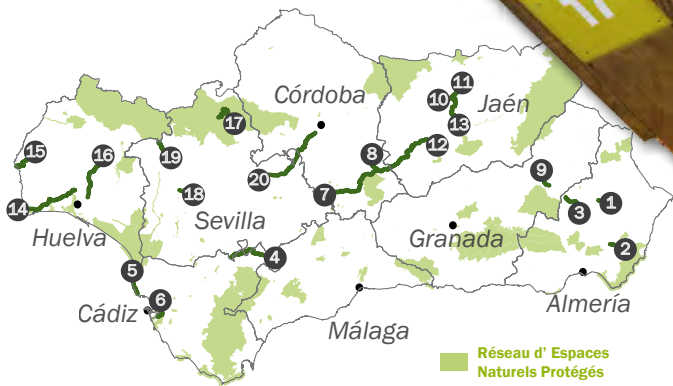 Córdoba
Jaén
Huelva
Sevilla
Granada
Cádiz
Málaga
Almería
11
10
13
12
8
7
17
15
16
19
18
20
14
9
1
3
2
4
5
6
Réseau d' Espaces
Naturels Protégés